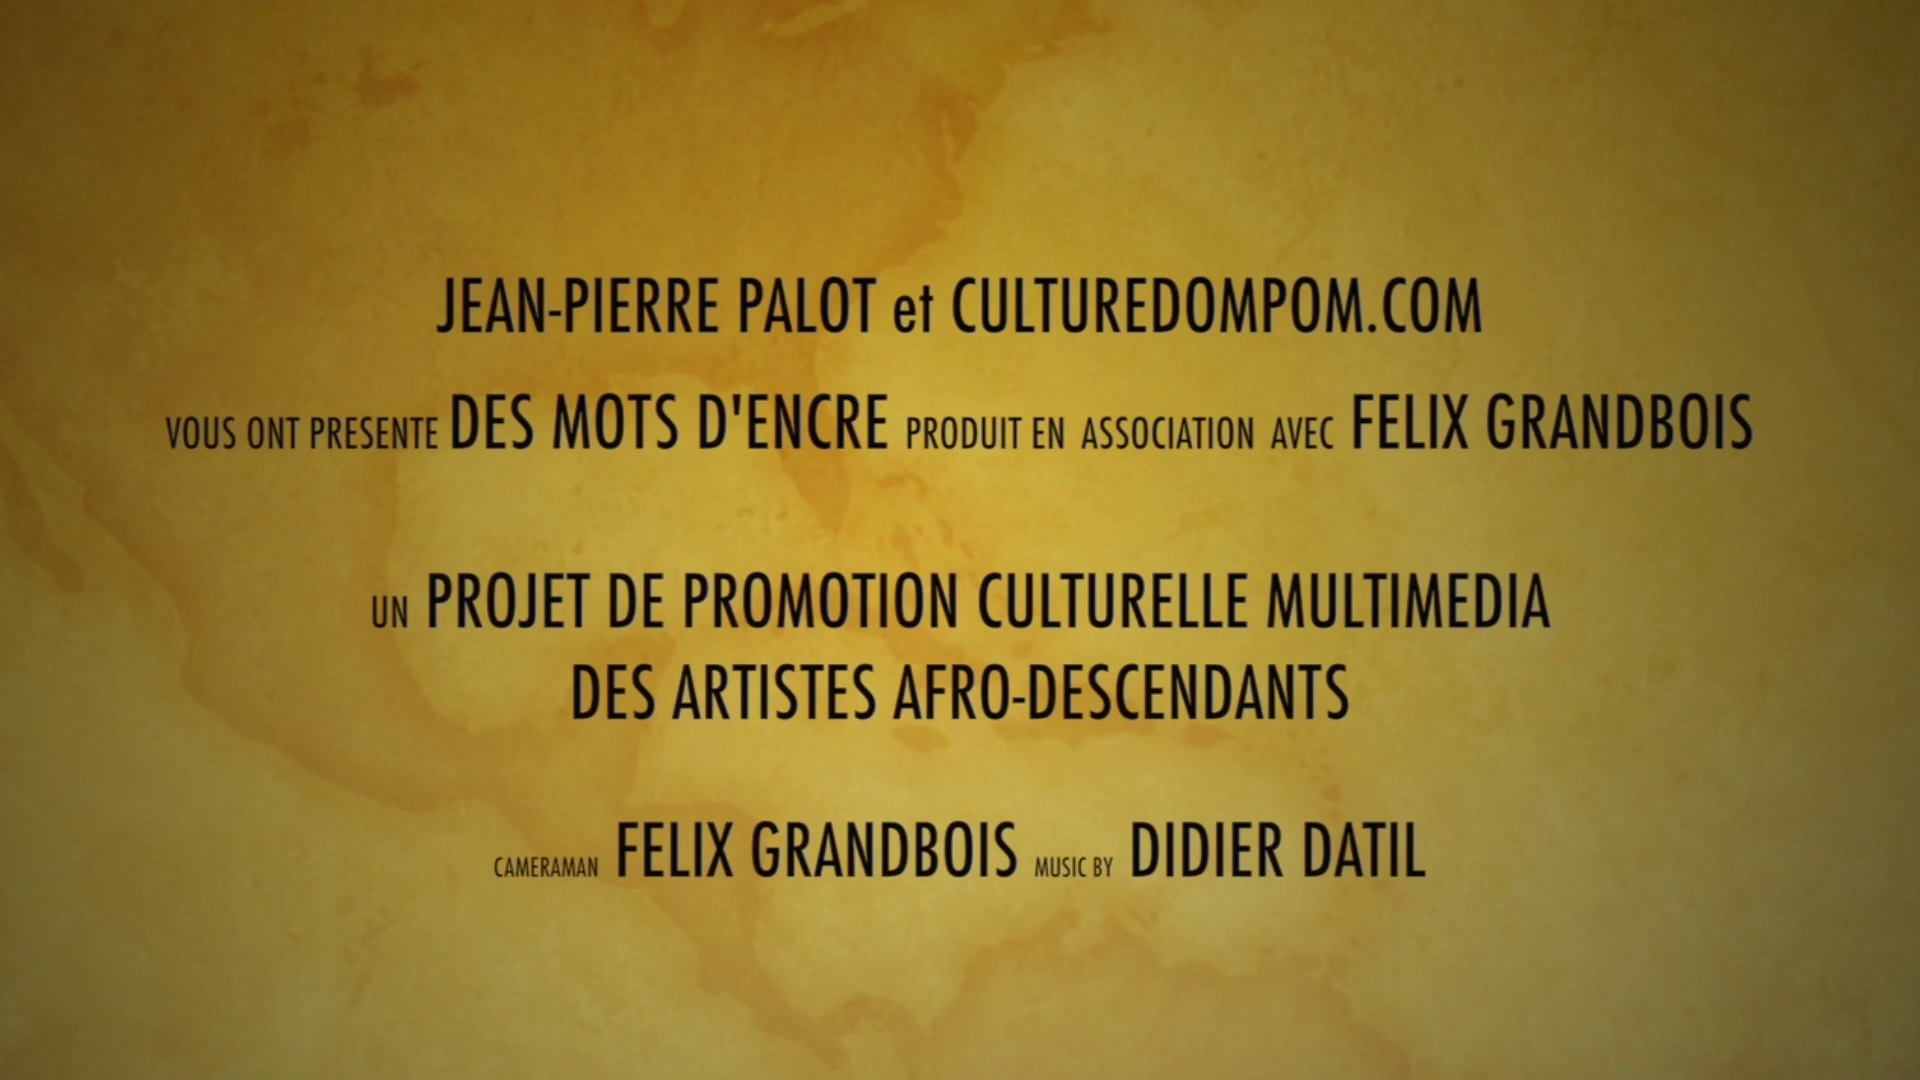 JEAN-PIERRE PALOT et CULTUREDOMPOM.COM
VOUS ONT PRESENTE DES MOTS D'ENCRE PRODUIT EN ASSOCIATION AVEC FELIX GRANDBOIS
UN PROJET DE PROMOTION CULTURELLE MULTIMEDIA
DES ARTISTES AFRO-DESCENDANTS
CAMERAMAN FELIX GRANDBOIS MUSIC BY DIDIER DATIL